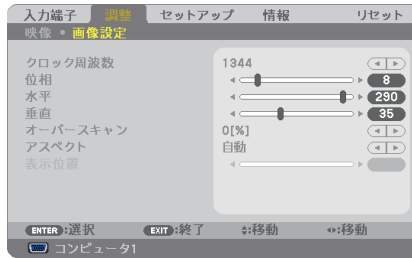 入力端子 調整 セットアップ 情報 リセット
映像 • 画像設定
クロック周波数 1344
位相 8
水平 290
垂直 35
オーバースキャン 0[%]
アスペクト 自動
表示位置
ENTER:選択 EXIT:終了 :移動 :移動
コンピュータ1